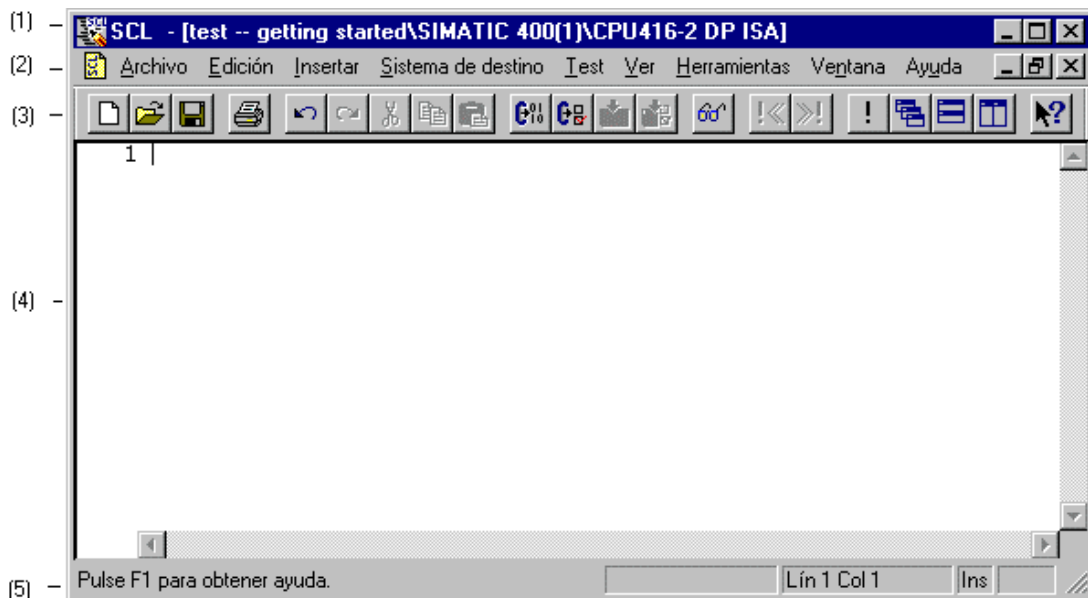 (1) SCL - [test -- getting started\SIMATIC 400(1)\CPU416-2 DP ISA]
(2) Archivo Edición Insertar Sistema de destino Test Ver Herramientas Ventana Ayuda
(3)
1
(4)
(5) Pulse F1 para obtener ayuda. Lín 1 Col 1 Ins